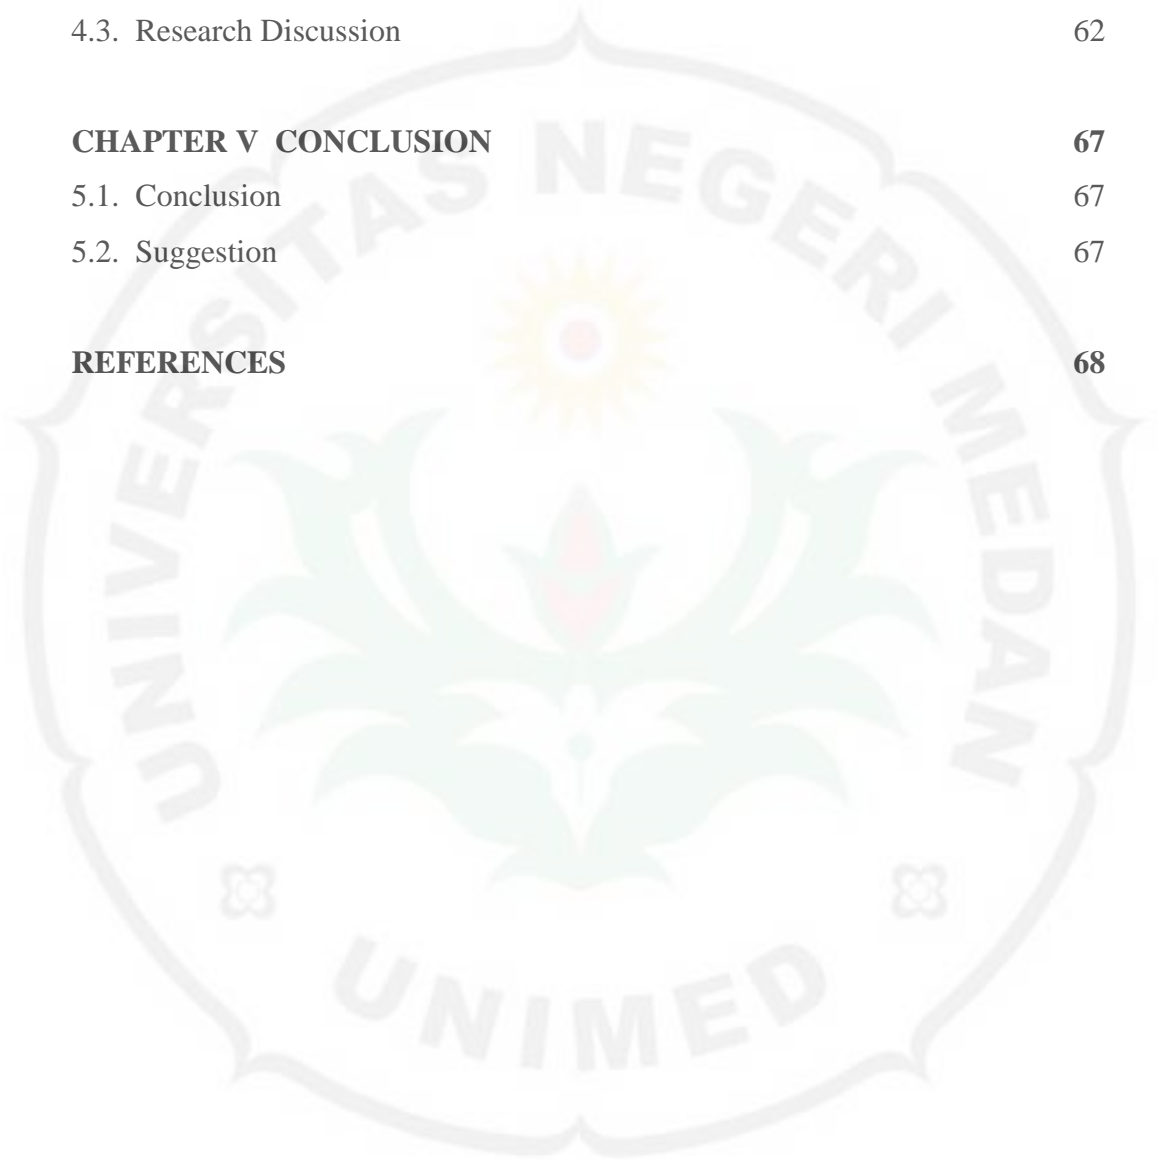 4.3. Research Discussion 62
CHAPTER V CONCLUSION 67
5.1. Conclusion 67
5.2. Suggestion 67
REFERENCES 68
UNIVERSITAS NEGERI MEDAN
UNIMED